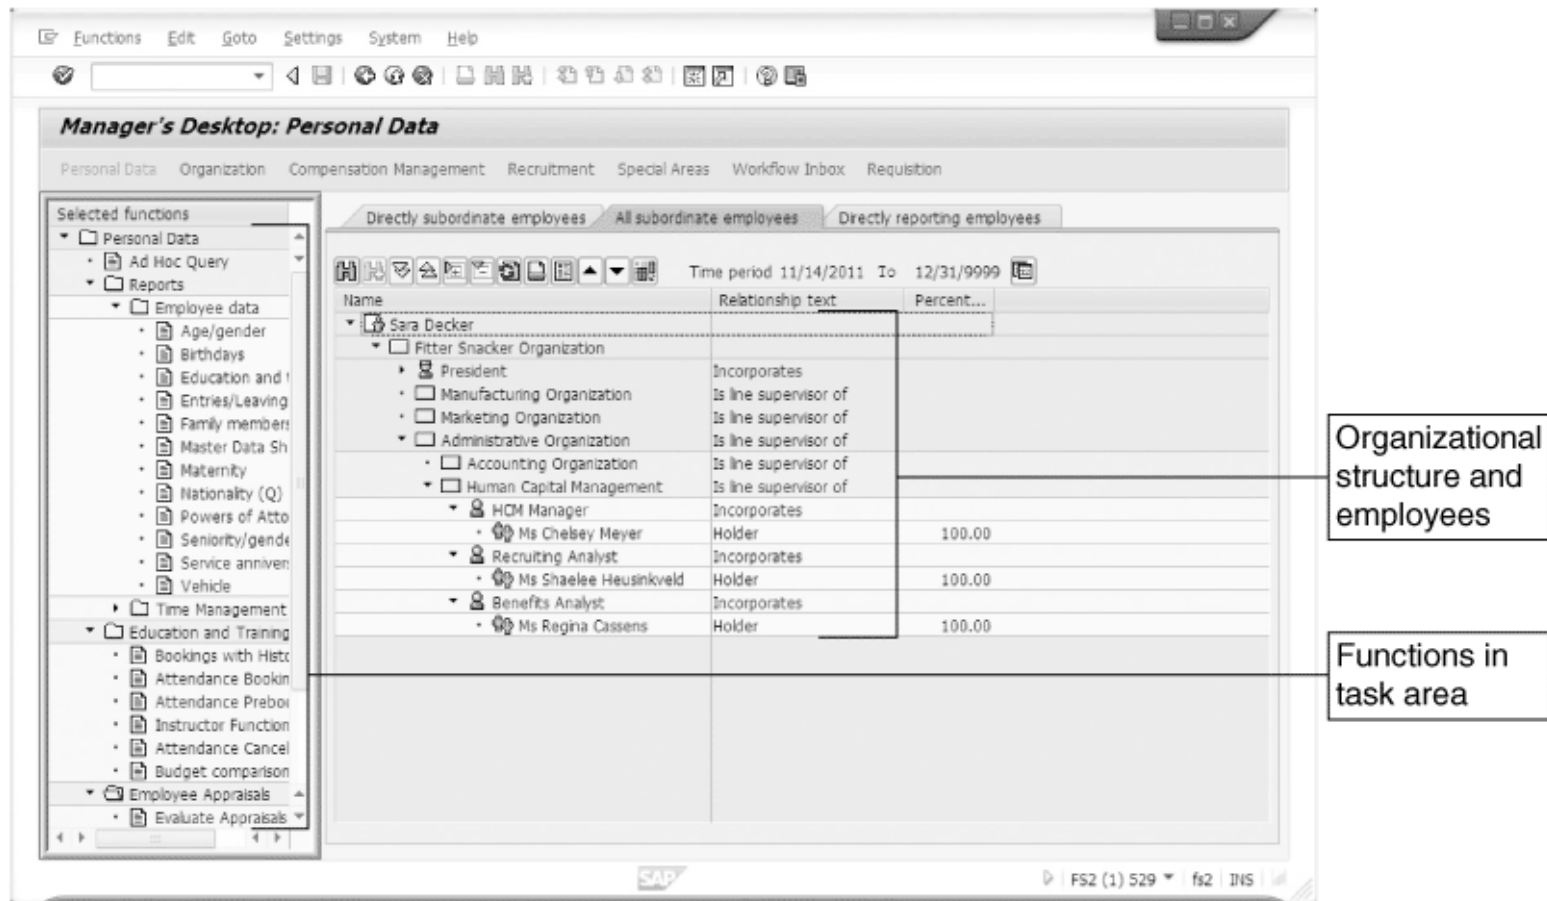 Functions Edit Goto Settings System Help
Manager's Desktop: Personal Data
Personal Data Organization Compensation Management Recruitment Special Areas Workflow Inbox Requisition
Selected functions
Personal Data
Ad Hoc Query
Reports
Employee data
Age/gender
Birthdays
Education and t
Entries/Leaving
Family members
Master Data Sh
Maternity
Nationality (Q)
Powers of Atto
Seniority/gende
Service anniver
Vehicle
Time Management
Education and Training
Bookings with Histo
Attendance Bookin
Attendance Prebou
Instructor Function
Attendance Cancel
Budget comparison
Employee Appraisals
Evaluate Appraisals
Directly subordinate employees All subordinate employees Directly reporting employees
Time period 11/14/2011 To 12/31/9999
Name Relationship text Percent...
Sara Decker
Fitter Snacker Organization
President Incorporates
Manufacturing Organization Is line supervisor of
Marketing Organization Is line supervisor of
Administrative Organization Is line supervisor of
Accounting Organization Is line supervisor of
Human Capital Management Is line supervisor of
HCM Manager Incorporates
Ms Chelsey Meyer Holder 100.00
Recruiting Analyst Incorporates
Ms Shaelee Heusinkveld Holder 100.00
Benefits Analyst Incorporates
Ms Regina Cassens Holder 100.00
Organizational
structure and
employees
Functions in
task area
SAP
FS2 (1) 529 fs2 INS